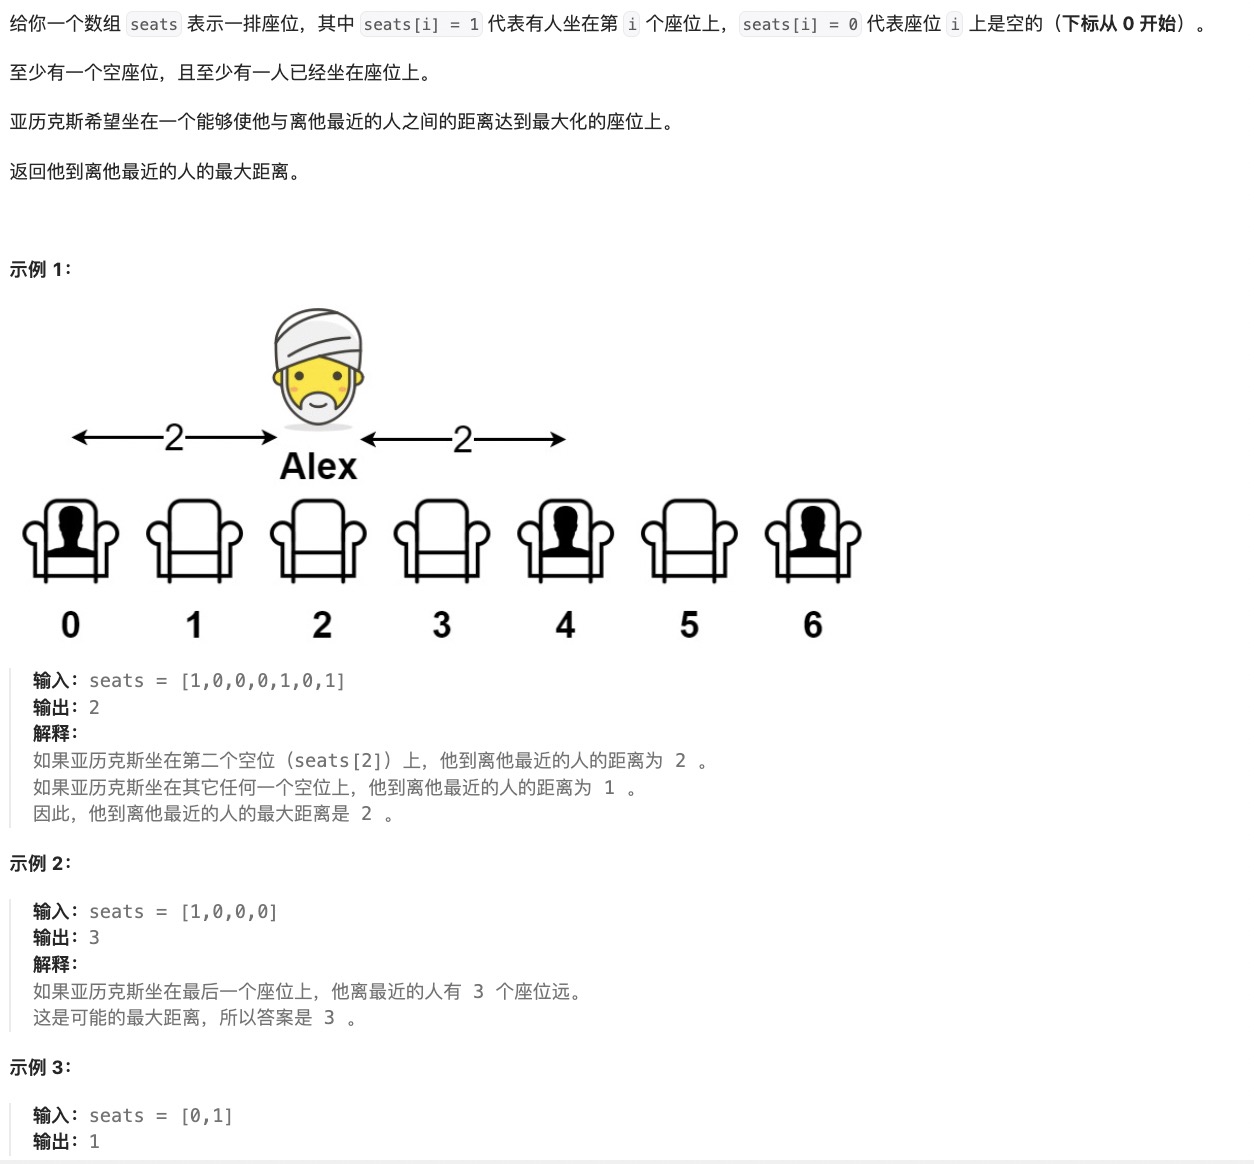 给你一个数组 seats 表示一排座位，其中 seats[i] = 1 代表有人坐在第 i 个座位上，seats[i] = 0 代表座位 i 上是空的（下标从 0 开始）。
至少有一个空座位，且至少有一人已经坐在座位上。
亚历克斯希望坐在一个能够使他与离他最近的人之间的距离达到最大化的座位上。
返回他到离他最近的人的最大距离。
示例 1：
2 2
Alex
0 1 2 3 4 5 6
输入：seats = [1,0,0,0,1,0,1]
输出：2
解释：
如果亚历克斯坐在第二个空位（seats[2]）上，他到离他最近的人的距离为 2 。
如果亚历克斯坐在其它任何一个空位上，他到离他最近的人的距离为 1 。
因此，他到离他最近的人的最大距离是 2 。
示例 2：
输入：seats = [1,0,0,0]
输出：3
解释：
如果亚历克斯坐在最后一个座位上，他离最近的人有 3 个座位远。
这是可能的最大距离，所以答案是 3 。
示例 3：
输入：seats = [0,1]
输出：1